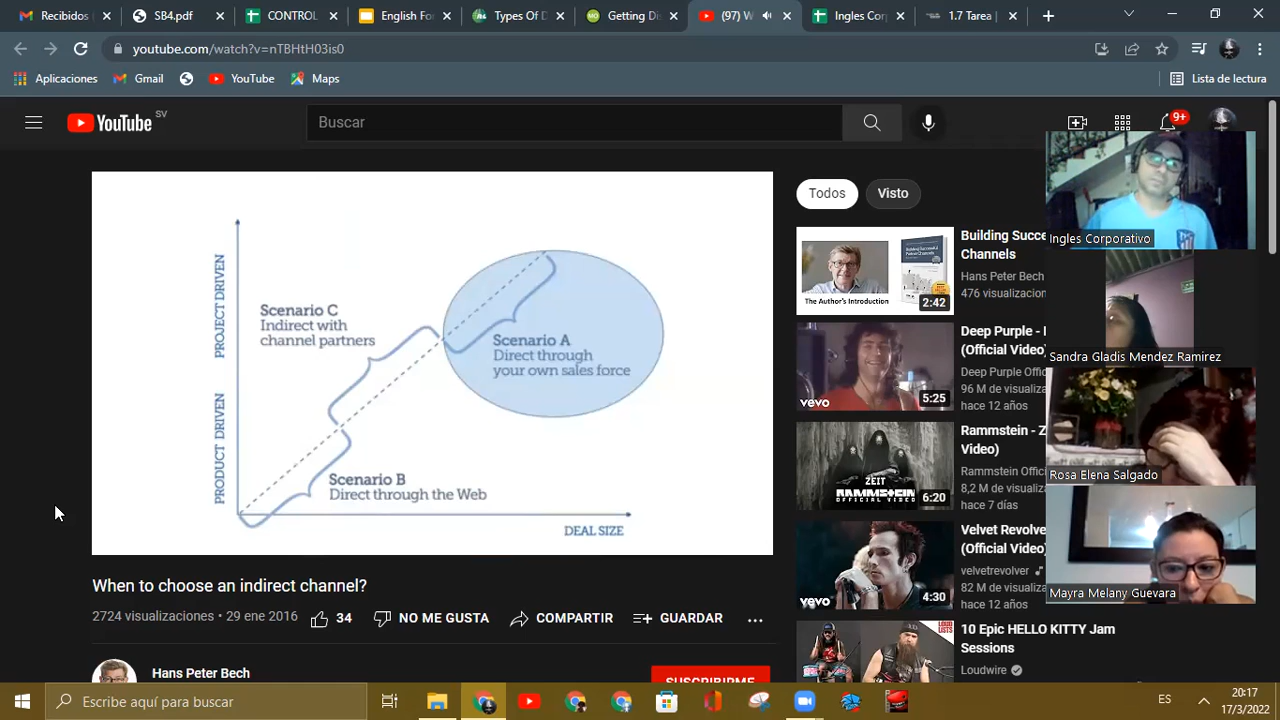 Recibidos (
SB4.pdf
CONTROL
English Fo
Types Of D
Getting Di
(97) W
Ingles Cor
1.7 Tarea |
youtube.com/watch?v=nTBHtH03is0
Aplicaciones
Gmail
YouTube
Maps
Lista de lectura
YouTube
SV
Buscar
9+
PROJECT DRIVEN
PRODUCT DRIVEN
Scenario C
Indirect with
channel partners
Scenario A
Direct through
your own sales force
Scenario B
Direct through the Web
DEAL SIZE
When to choose an indirect channel?
2724 visualizaciones • 29 ene 2016
34
NO ME GUSTA
COMPARTIR
GUARDAR
Hans Peter Bech
SUSCRIBIRME
Todos
Visto
The Author's Introduction
2:42
Building Succe
Channels
Hans Peter Bech
476 visualizacion
vevo
5:25
Deep Purple -
(Official Video)
Deep Purple Offic
96 M de visualiza
hace 12 años
ZEIT
RAMMSTEIN
OFFICIAL VIDEO
6:20
Rammstein - Z
Video)
Rammstein Offici
8,2 M de visualiza
hace 7 días
vevo
4:30
Velvet Revolve
(Official Video)
velvetrevolver
82 M de visualiza
hace 12 años
10 Epic HELLO KITTY Jam
Sessions
Loudwire
Ingles Corporativo
Sandra Gladis Mendez Ramirez
Rosa Elena Salgado
Mayra Melany Guevara
Escribe aquí para buscar
ES
20:17
17/3/2022